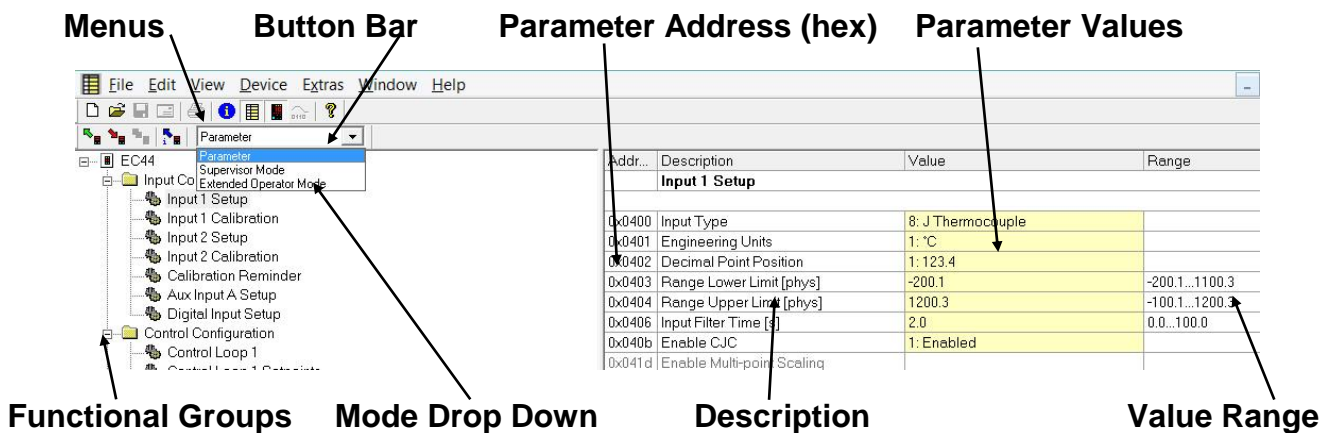 Menus Button Bar Parameter Address (hex) Parameter Values
File Edit View Device Extras Window Help
Parameter
Parameter
Supervisor Mode
Extended Operator Mode
EC44
Input Co
Input 1 Setup
Input 1 Calibration
Input 2 Setup
Input 2 Calibration
Calibration Reminder
Aux Input A Setup
Digital Input Setup
Control Configuration
Control Loop 1
Control Loop 1 Setpoints
Addr... Description Value Range
Input 1 Setup
0x0400 Input Type 8: J Thermocouple
0x0401 Engineering Units 1: °C
0x0402 Decimal Point Position 1: 123.4
0x0403 Range Lower Limit [phys] -200.1 -200.1...1100.3
0x0404 Range Upper Limit [phys] 1200.3 -100.1...1200.3
0x0406 Input Filter Time [s] 2.0 0.0...100.0
0x040b Enable CJC 1: Enabled
0x041d Enable Multi-point Scaling
Functional Groups Mode Drop Down Description Value Range